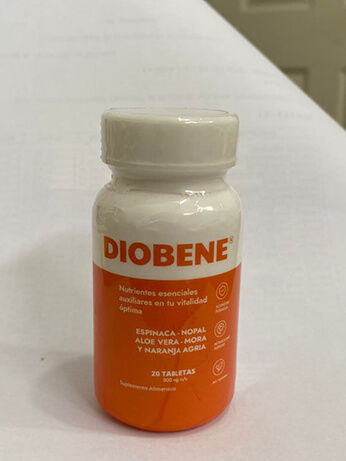 DIOBENE®
Nutrientes esenciales
auxiliares en tu vitalidad
óptima
ESPINACA - NOPAL
ALOE VERA - MORA
Y NARANJA AGRIA
20 TABLETAS
Suplemento Alimenticio